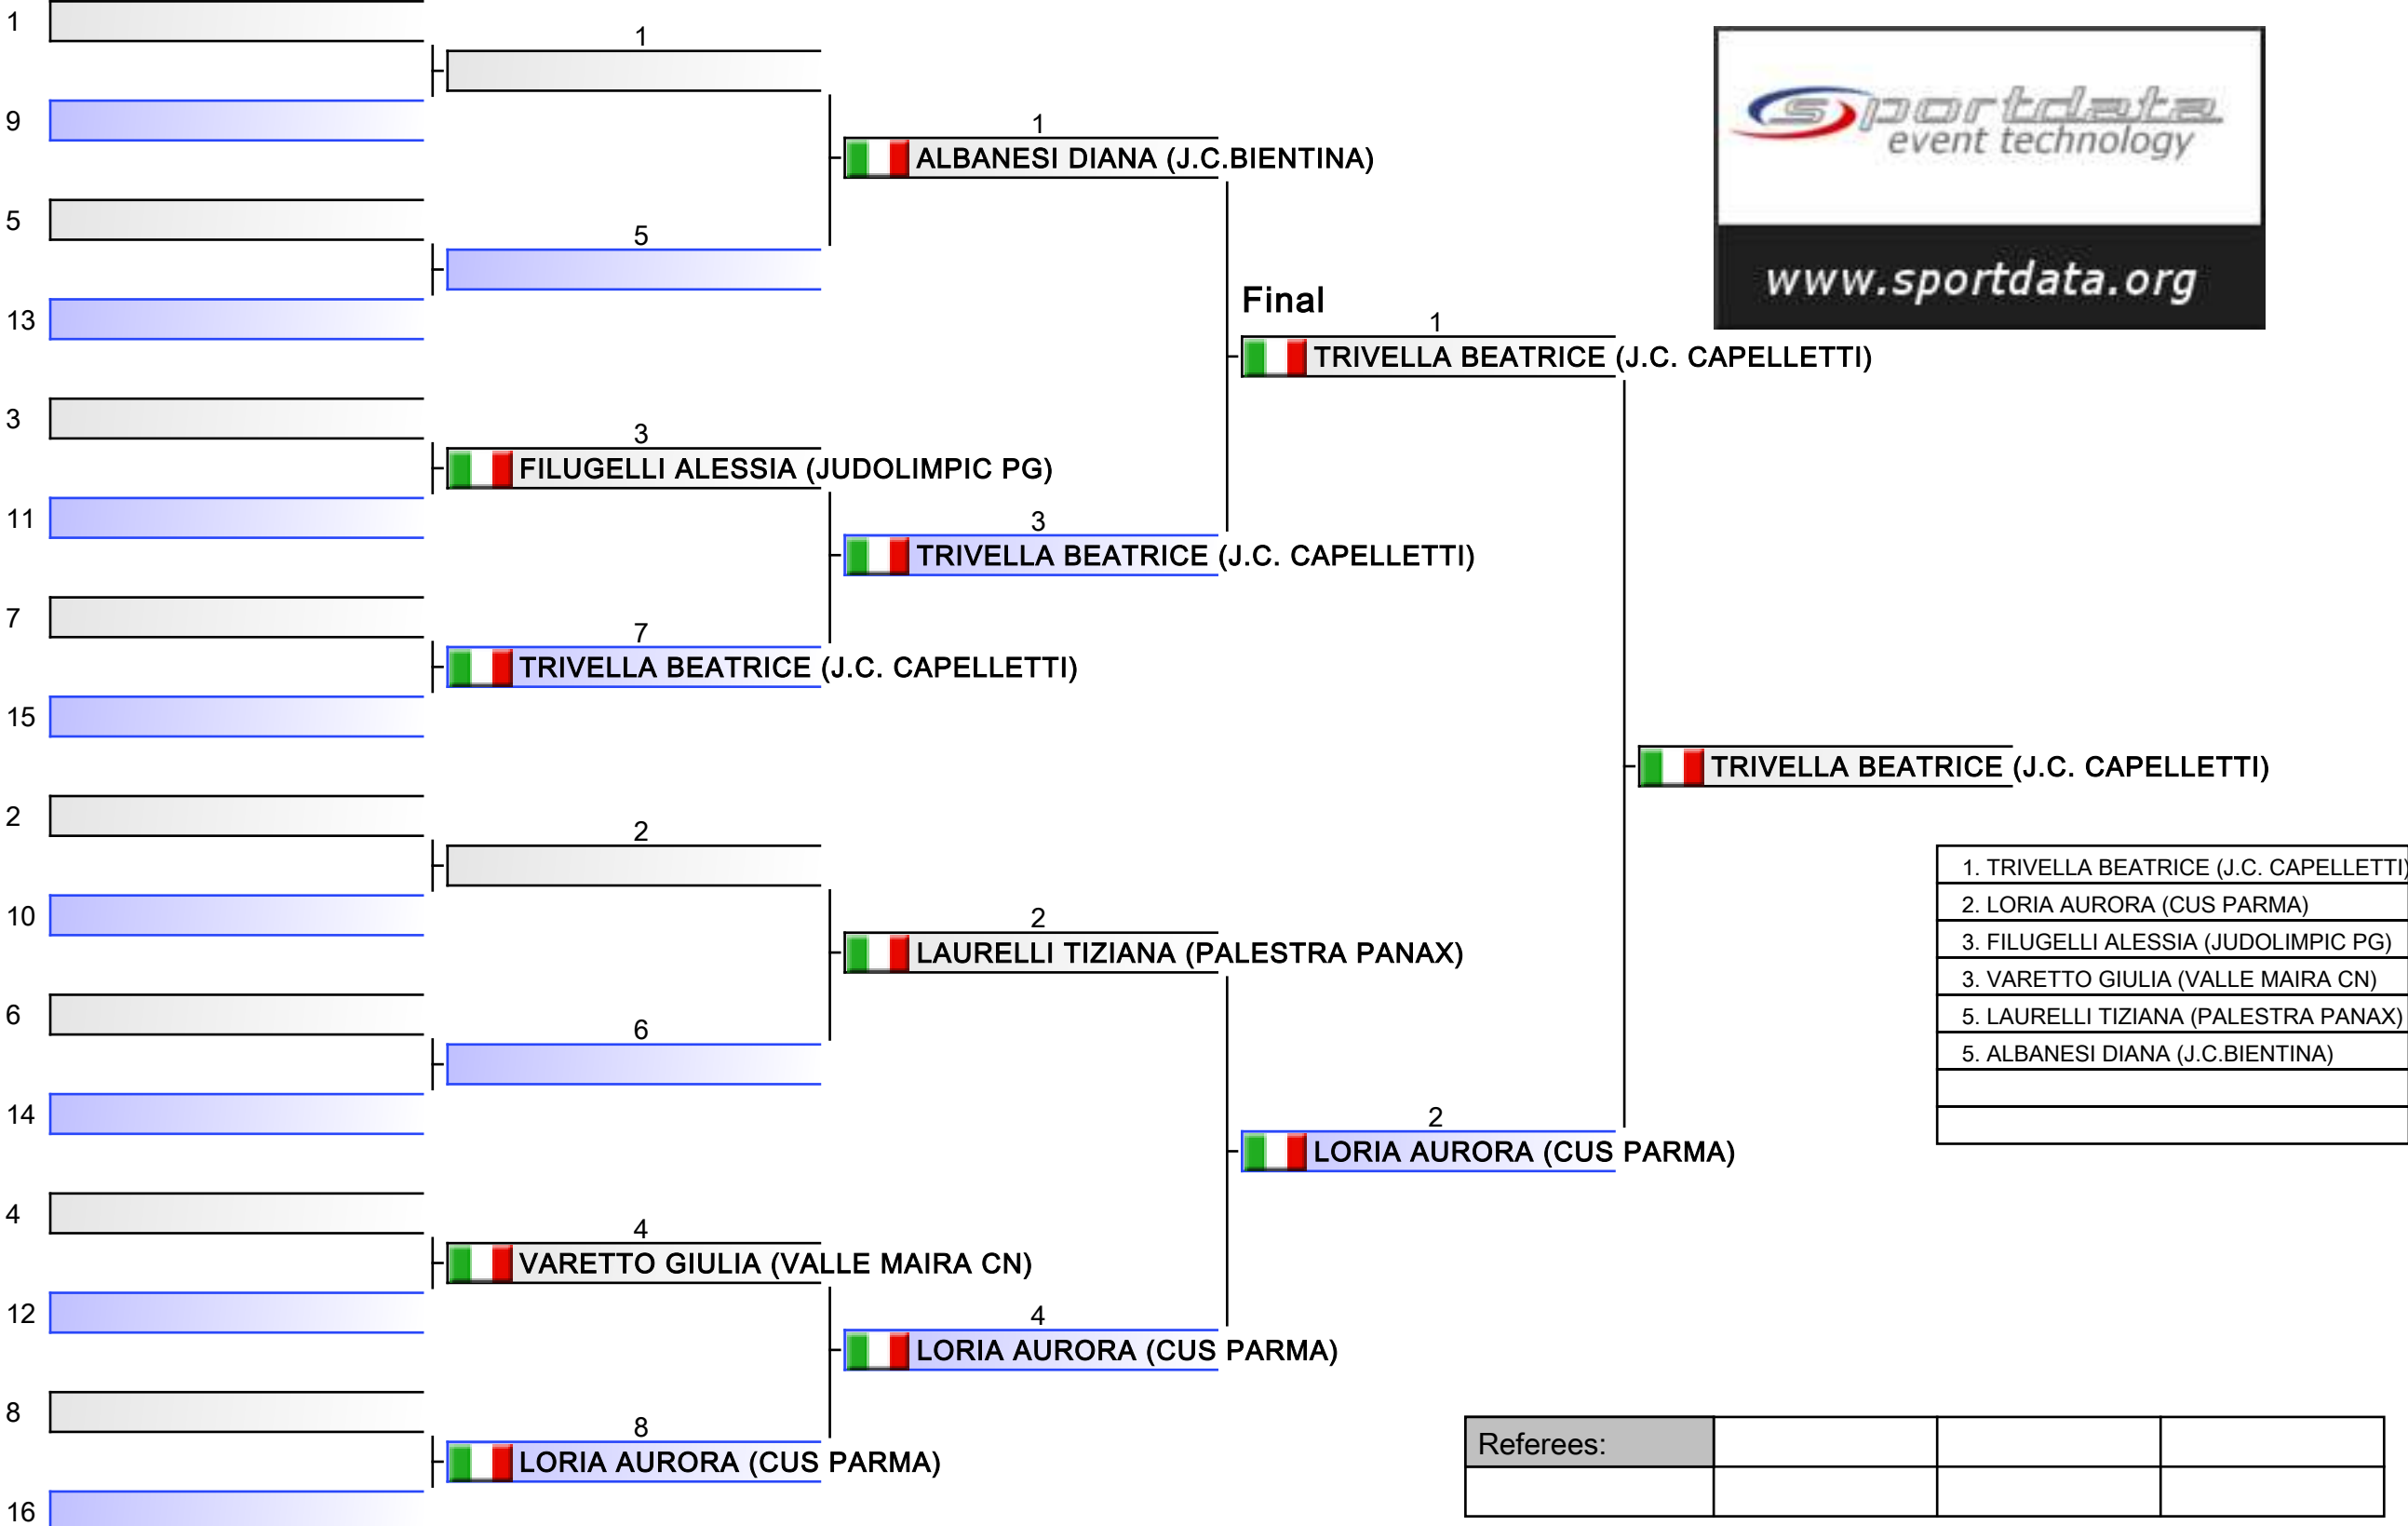 1
1
9
1
ALBANESI DIANA (J.C.BIENTINA)
sportdata
event technology
www.sportdata.org
5
5
13
Final
1
TRIVELLA BEATRICE (J.C. CAPELLETTI)
3
3
FILUGELLI ALESSIA (JUDOLIMPIC PG)
11
3
TRIVELLA BEATRICE (J.C. CAPELLETTI)
7
7
TRIVELLA BEATRICE (J.C. CAPELLETTI)
15
TRIVELLA BEATRICE (J.C. CAPELLETTI)
2
2
10
2
LAURELLI TIZIANA (PALESTRA PANAX)
6
6
14
2
LORIA AURORA (CUS PARMA)
1. TRIVELLA BEATRICE (J.C. CAPELLETTI)
2. LORIA AURORA (CUS PARMA)
3. FILUGELLI ALESSIA (JUDOLIMPIC PG)
3. VARETTO GIULIA (VALLE MAIRA CN)
5. LAURELLI TIZIANA (PALESTRA PANAX)
5. ALBANESI DIANA (J.C.BIENTINA)
4
4
VARETTO GIULIA (VALLE MAIRA CN)
12
4
LORIA AURORA (CUS PARMA)
8
8
LORIA AURORA (CUS PARMA)
16
Referees: